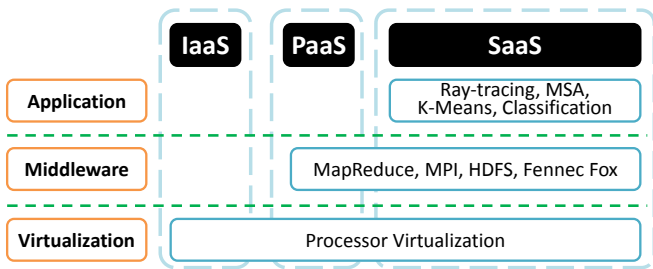 IaaS
PaaS
SaaS
Application
Ray-tracing, MSA,
K-Means, Classification
Middleware
MapReduce, MPI, HDFS, Fennec Fox
Virtualization
Processor Virtualization